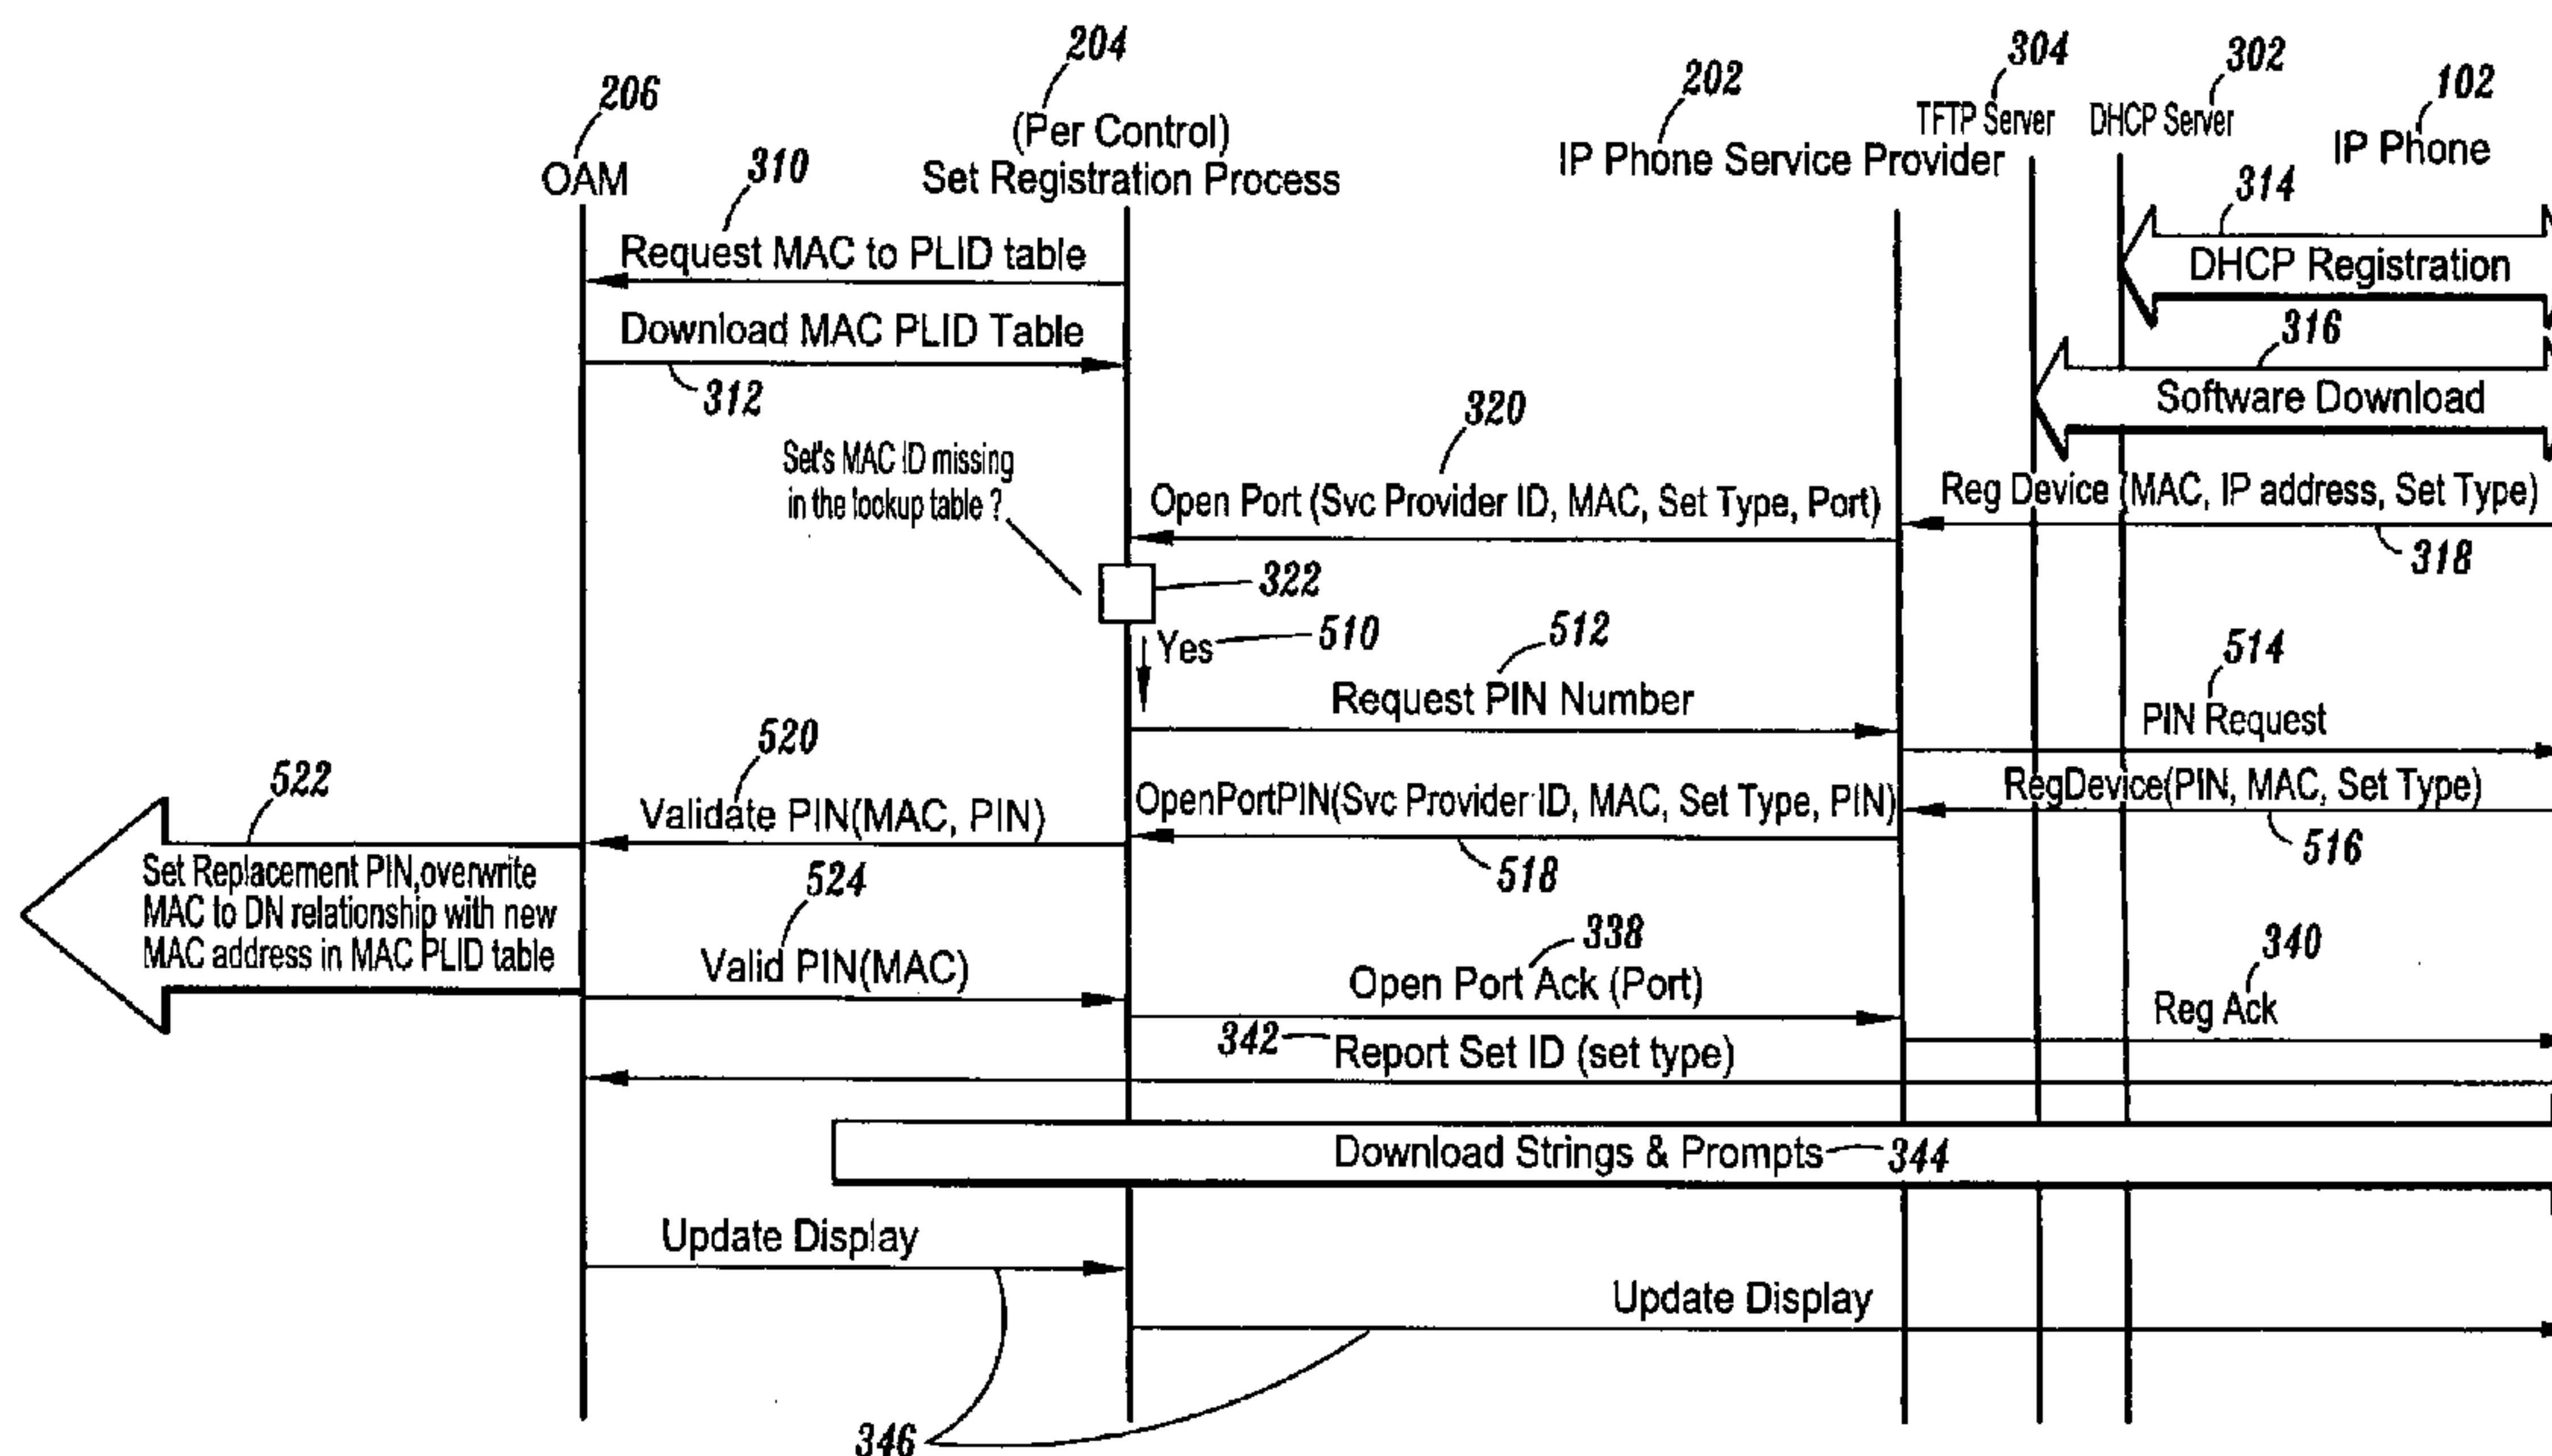 204
304
302
206
202
102
(Per Control)
TFTP Server
DHCP Server
IP Phone
OAM
310
Set Registration Process
IP Phone Service Provider
314
Request MAC to PLID table
DHCP Registration
Download MAC PLID Table
316
312
320
Software Download
Set's MAC ID missing
in the lookup table ?
Open Port (Svc Provider ID, MAC, Set Type, Port)
Reg Device (MAC, IP address, Set Type)
318
322
Yes
510
512
514
Request PIN Number
PIN Request
520
522
Validate PIN(MAC, PIN)
OpenPortPIN(Svc Provider ID, MAC, Set Type, PIN)
RegDevice(PIN, MAC, Set Type)
516
518
Set Replacement PIN,overwrite
MAC to DN relationship with new
MAC address in MAC PLID table
524
338
340
Valid PIN(MAC)
Open Port Ack (Port)
Reg Ack
342
Report Set ID (set type)
Download Strings & Prompts
344
Update Display
Update Display
346